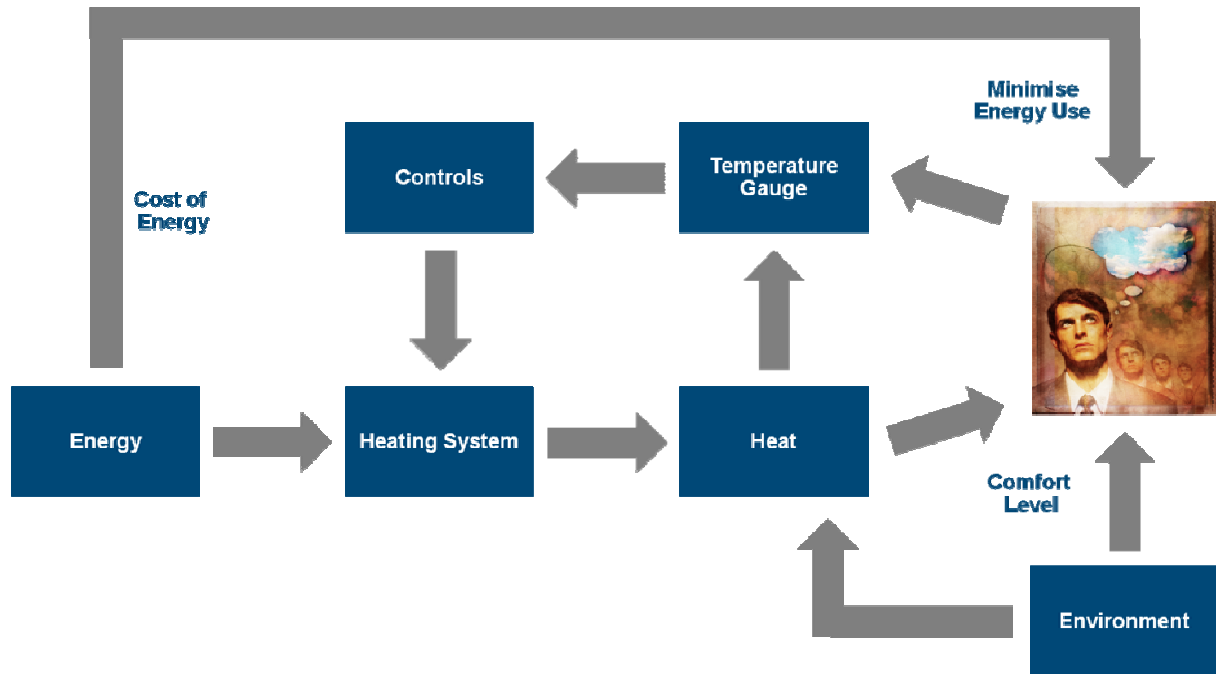 Minimise
Energy Use
Controls
Temperature
Gauge
Cost of
Energy
Energy
Heating System
Heat
Comfort
Level
Environment